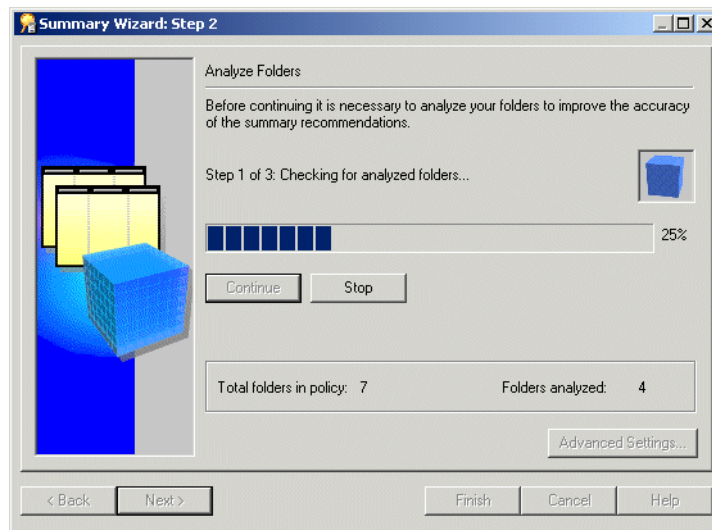 Summary Wizard: Step 2
Analyze Folders
Before continuing it is necessary to analyze your folders to improve the accuracy
of the summary recommendations.
Step 1 of 3: Checking for analyzed folders...
25%
Continue Stop
Total folders in policy: 7 Folders analyzed: 4
Advanced Settings...
< Back Next > Finish Cancel Help